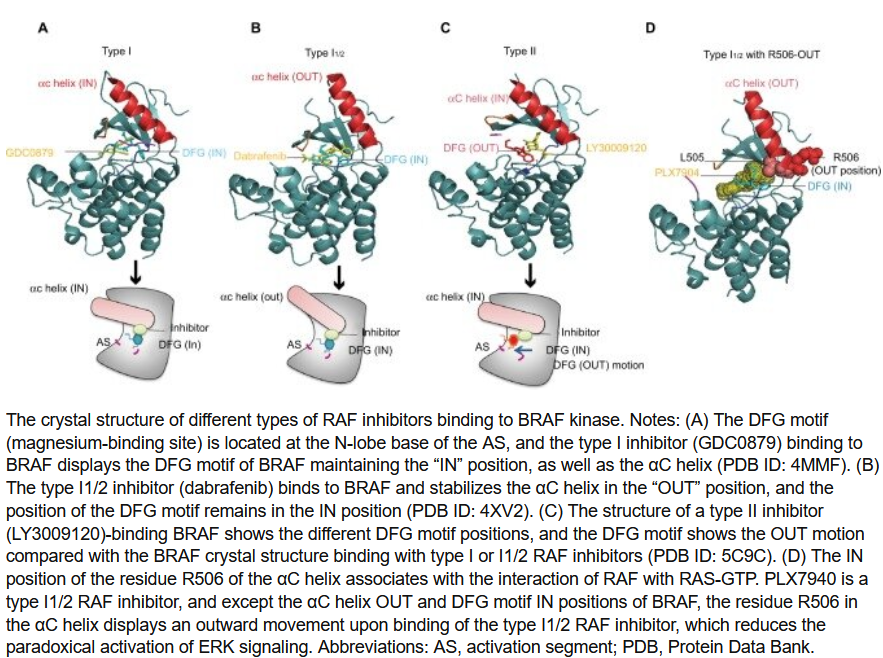 A
B
C
D
Type I
Type I1/2
Type II
Type I1/2 with R506-OUT
αc helix (IN)
αc helix (OUT)
αC helix (IN)
αC helix (OUT)
GDC0879
DFG (IN)
Dabrafenib
DFG (IN)
DFG (OUT)
LY30009120
L505
PLX7904
R506
(OUT position)
DFG (IN)
αc helix (IN)
αc helix (out)
αc helix (IN)
Inhibitor
AS
DFG (In)
Inhibitor
AS
DFG (IN)
Inhibitor
AS
DFG (IN)
DFG (OUT) motion
The crystal structure of different types of RAF inhibitors binding to BRAF kinase. Notes: (A) The DFG motif
(magnesium-binding site) is located at the N-lobe base of the AS, and the type I inhibitor (GDC0879) binding to
BRAF displays the DFG motif of BRAF maintaining the “IN” position, as well as the αC helix (PDB ID: 4MMF). (B)
The type I1/2 inhibitor (dabrafenib) binds to BRAF and stabilizes the αC helix in the “OUT” position, and the
position of the DFG motif remains in the IN position (PDB ID: 4XV2). (C) The structure of a type II inhibitor
(LY3009120)-binding BRAF shows the different DFG motif positions, and the DFG motif shows the OUT motion
compared with the BRAF crystal structure binding with type I or I1/2 RAF inhibitors (PDB ID: 5C9C). (D) The IN
position of the residue R506 of the αC helix associates with the interaction of RAF with RAS-GTP. PLX7940 is a
type I1/2 RAF inhibitor, and except the αC helix OUT and DFG motif IN positions of BRAF, the residue R506 in
the αC helix displays an outward movement upon binding of the type I1/2 RAF inhibitor, which reduces the
paradoxical activation of ERK signaling. Abbreviations: AS, activation segment; PDB, Protein Data Bank.